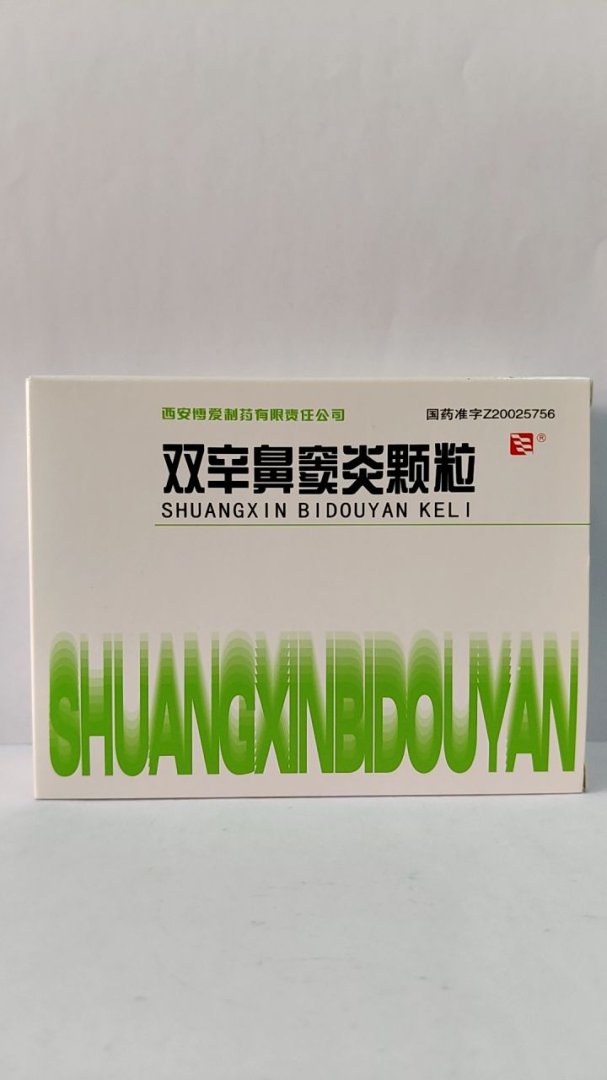 西安博爱制药有限责任公司 国药准字Z20025756
双辛鼻窦炎颗粒 ®
SHUANGXIN BIDOUYAN KELI
SHUANGXINBIDOUYAN